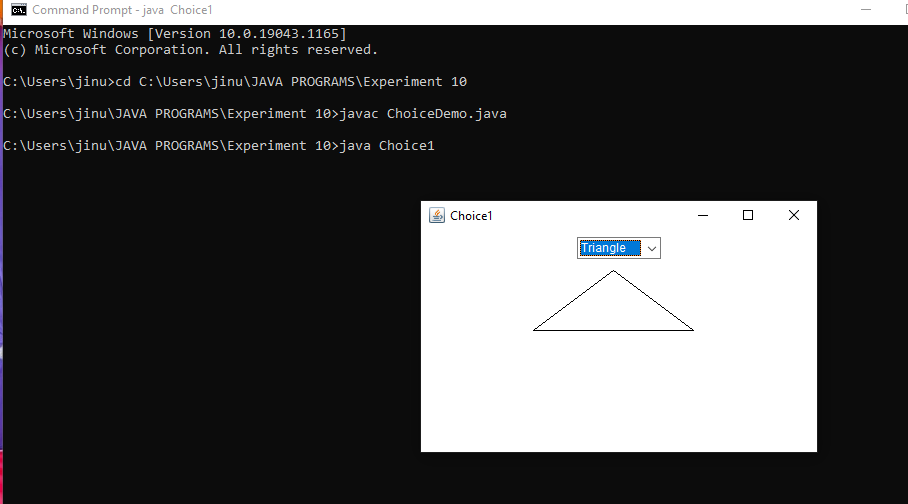 Command Prompt - java  Choice1
Microsoft Windows [Version 10.0.19043.1165]
(c) Microsoft Corporation. All rights reserved.
C:\Users\jinu>cd C:\Users\jinu\JAVA PROGRAMS\Experiment 10
C:\Users\jinu\JAVA PROGRAMS\Experiment 10>javac ChoiceDemo.java
C:\Users\jinu\JAVA PROGRAMS\Experiment 10>java Choice1
Choice1
Triangle